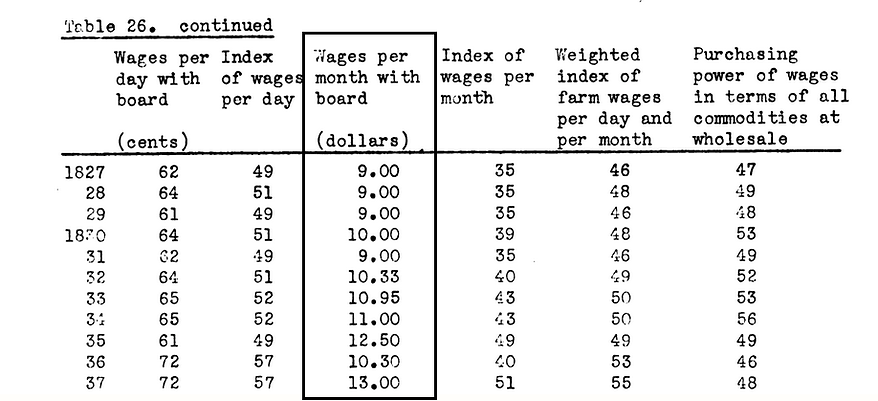 Table 26. continued
Wages per day with board (cents) Index of wages per day Wages per month with board (dollars) Index of wages per month Weighted index of farm wages per day and per month Purchasing power of wages in terms of all commodities at wholesale
1827 62 49 9.00 35 46 47
28 64 51 9.00 35 48 49
29 61 49 9.00 35 46 48
1830 64 51 10.00 39 48 53
31 62 49 9.00 35 46 49
32 64 51 10.33 40 49 52
33 65 52 10.95 43 50 53
34 65 52 11.00 43 50 56
35 61 49 12.50 49 49 49
36 72 57 10.30 40 53 46
37 72 57 13.00 51 55 48